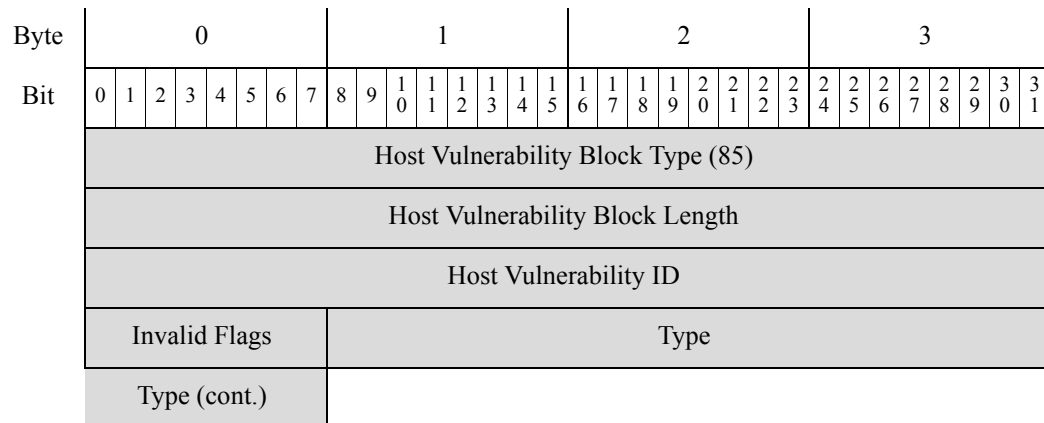 Byte 0 1 2 3
Bit 0 1 2 3 4 5 6 7 8 9 10 11 12 13 14 15 16 17 18 19 20 21 22 23 24 25 26 27 28 29 30 31
Host Vulnerability Block Type (85)
Host Vulnerability Block Length
Host Vulnerability ID
Invalid Flags Type
Type (cont.)